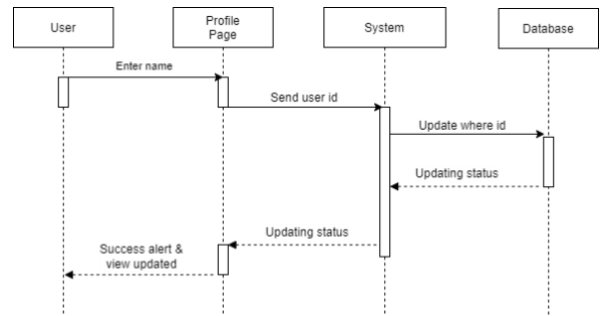 User
Profile
Page
System
Database
Enter name
Send user id
Update where id
Updating status
Updating status
Success alert &
view updated